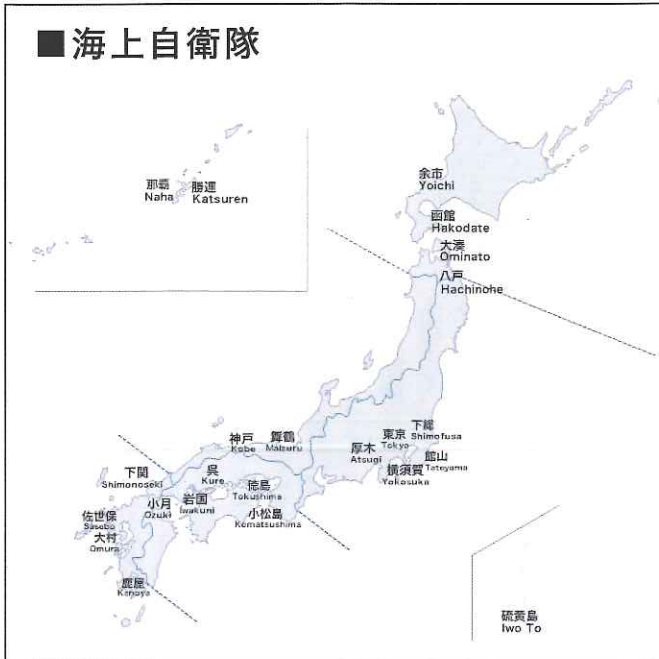 ■海上自衛隊
那覇
Naha
勝連
Katsuren
余市
Yoichi
函館
Hakodate
大湊
Ominato
八戸
Hachinohe
神戸
Kobe
舞鶴
Maizuru
厚木
Atsugi
東京
Tokyo
下総
Shimofusa
館山
Tateyama
横須賀
Yokosuka
下関
Shimonoseki
小月
Ozuki
呉
Kure
岩国
Iwakuni
徳島
Tokushima
小松島
Komatsushima
佐世保
Sasebo
大村
Omura
鹿屋
Kanoya
硫黄島
Iwo To